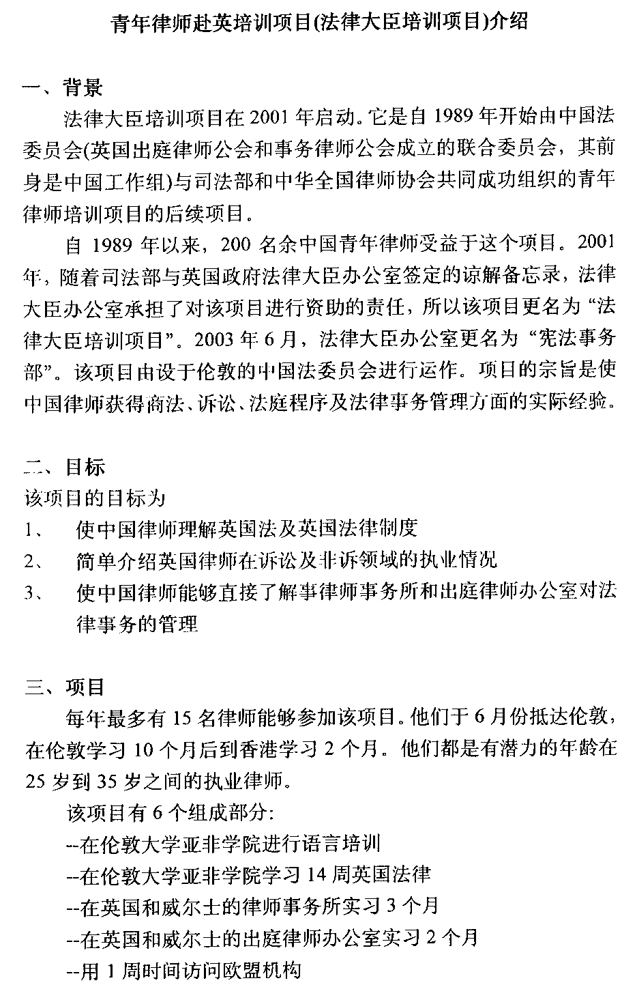 青年律师赴英培训项目(法律大臣培训项目)介绍
一、背景
法律大臣培训项目在 2001 年启动。它是自 1989 年开始由中国法
委员会(英国出庭律师公会和事务律师公会成立的联合委员会，其前
身是中国工作组)与司法部和中华全国律师协会共同成功组织的青年
律师培训项目的后续项目。
自 1989 年以来，200 名余中国青年律师受益于这个项目。2001
年，随着司法部与英国政府法律大臣办公室签定的谅解备忘录，法律
大臣办公室承担了对该项目进行资助的责任，所以该项目更名为“法
律大臣培训项目”。2003 年 6 月，法律大臣办公室更名为“宪法事务
部”。该项目由设于伦敦的中国法委员会进行运作。项目的宗旨是使
中国律师获得商法、诉讼、法庭程序及法律事务管理方面的实际经验。
二、目标
该项目的目标为
1、 使中国律师理解英国法及英国法律制度
2、 简单介绍英国律师在诉讼及非诉领域的执业情况
3、 使中国律师能够直接了解事律师事务所和出庭律师办公室对法
律事务的管理
三、项目
每年最多有 15 名律师能够参加该项目。他们于 6 月份抵达伦敦，
在伦敦学习 10 个月后到香港学习 2 个月。他们都是有潜力的年龄在
25 岁到 35 岁之间的执业律师。
该项目有 6 个组成部分：
--在伦敦大学亚非学院进行语言培训
--在伦敦大学亚非学院学习 14 周英国法律
--在英国和威尔士的律师事务所实习 3 个月
--在英国和威尔士的出庭律师办公室实习 2 个月
--用 1 周时间访问欧盟机构